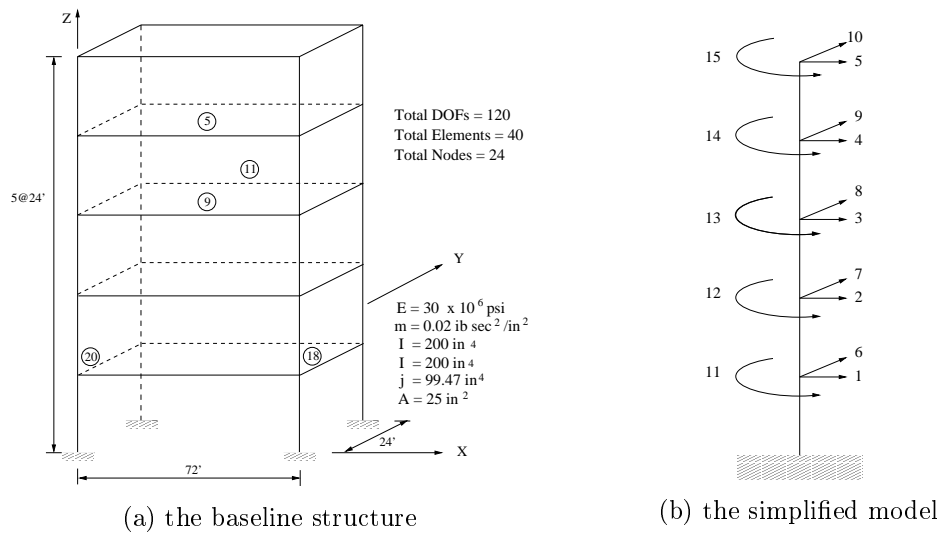 Z
5
11
9
20
18
5@24'
72'
24'
X
Y
Total DOFs = 120
Total Elements = 40
Total Nodes = 24
E = 30 x 10 6 psi
m = 0.02 ib sec 2 /in 2
I = 200 in 4
I = 200 in 4
j = 99.47 in 4
A = 25 in 2
(a) the baseline structure
15
10
5
14
9
4
13
8
3
12
7
2
11
6
1
(b) the simplified model